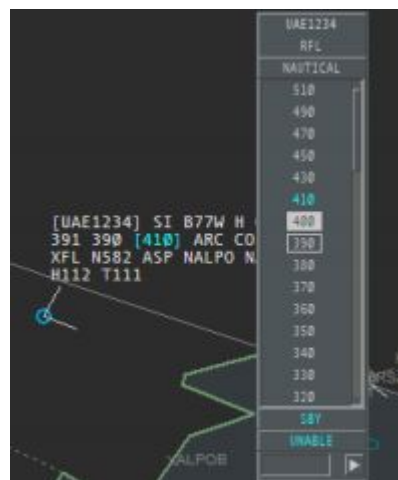 UAE1234
RFL
NAUTICAL
510
490
470
450
430
410
400
390
380
370
360
350
340
330
320
SBY
UNABLE
[UAE1234] SI B77W H
391 390 [410] ARC CO
XFL N582 ASP NALPO N
H112 T111
VALPOB